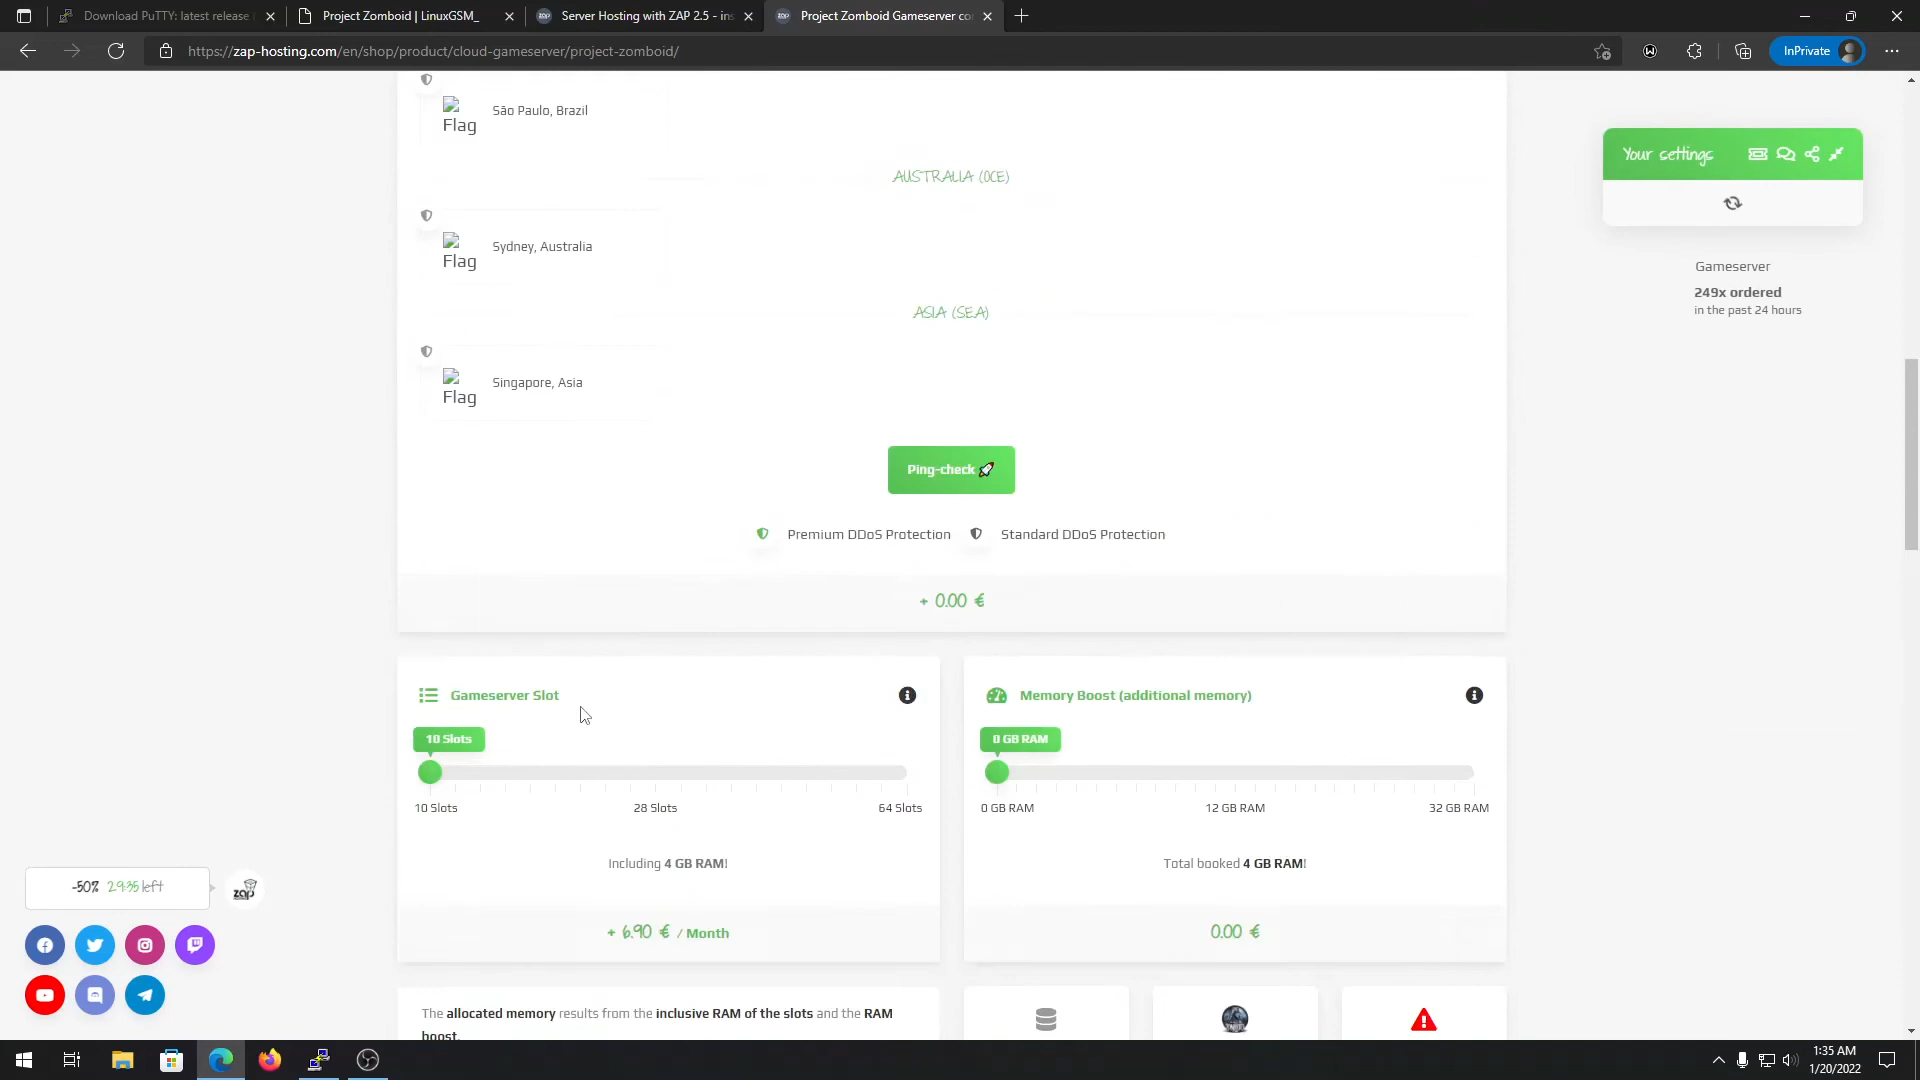 Download PuTTY: latest release (
Project Zomboid | LinuxGSM_
Server Hosting with ZAP 2.5 - ins
Project Zomboid Gameserver co
https://zap-hosting.com/en/shop/product/cloud-gameserver/project-zomboid/
InPrivate
Flag
São Paulo, Brazil
AUSTRALIA (OCE)
Flag
Sydney, Australia
ASIA (SEA)
Flag
Singapore, Asia
Ping-check
Premium DDoS Protection
Standard DDoS Protection
+ 0.00 €
Your settings
Gameserver
249x ordered
in the past 24 hours
Gameserver Slot
10 Slots
10 Slots
28 Slots
64 Slots
Including 4 GB RAM!
+ 6.90 € / Month
Memory Boost (additional memory)
0 GB RAM
0 GB RAM
12 GB RAM
32 GB RAM
Total booked 4 GB RAM!
0.00 €
The allocated memory results from the inclusive RAM of the slots and the RAM
boost.
-50% 29:35 left
zap
1:35 AM
1/20/2022